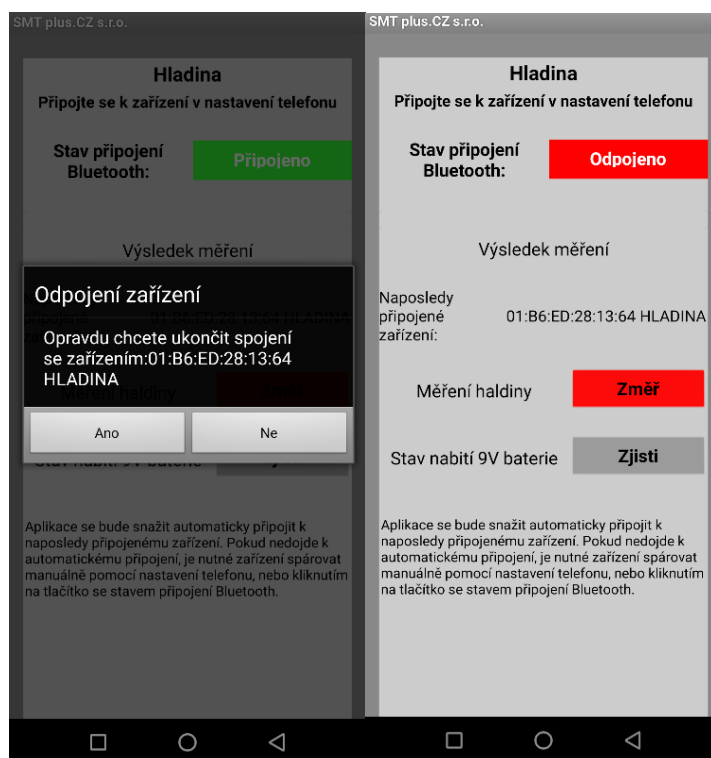 SMT plus.CZ s.r.o.
Hladina
Připojte se k zařízení v nastavení telefonu
Stav připojení
Bluetooth:
Připojeno
Výsledek měření
Odpojení zařízení
Opravdu chcete ukončit spojení
se zařízením:01:B6:ED:28:13:64
HLADINA
Ano
Ne
Stav nabití 9V baterie
Aplikace se bude snažit automaticky připojit k
naposledy připojenému zařízení. Pokud nedojde k
automatickému připojení, je nutné zařízení spárovat
manuálně pomocí nastavení telefonu, nebo kliknutím
na tlačítko se stavem připojení Bluetooth.
SMT plus.CZ s.r.o.
Hladina
Připojte se k zařízení v nastavení telefonu
Stav připojení
Bluetooth:
Odpojeno
Výsledek měření
Naposledy
připojené
zařízení:
01:B6:ED:28:13:64 HLADINA
Měření haldiny
Změř
Stav nabití 9V baterie
Zjisti
Aplikace se bude snažit automaticky připojit k
naposledy připojenému zařízení. Pokud nedojde k
automatickému připojení, je nutné zařízení spárovat
manuálně pomocí nastavení telefonu, nebo kliknutím
na tlačítko se stavem připojení Bluetooth.